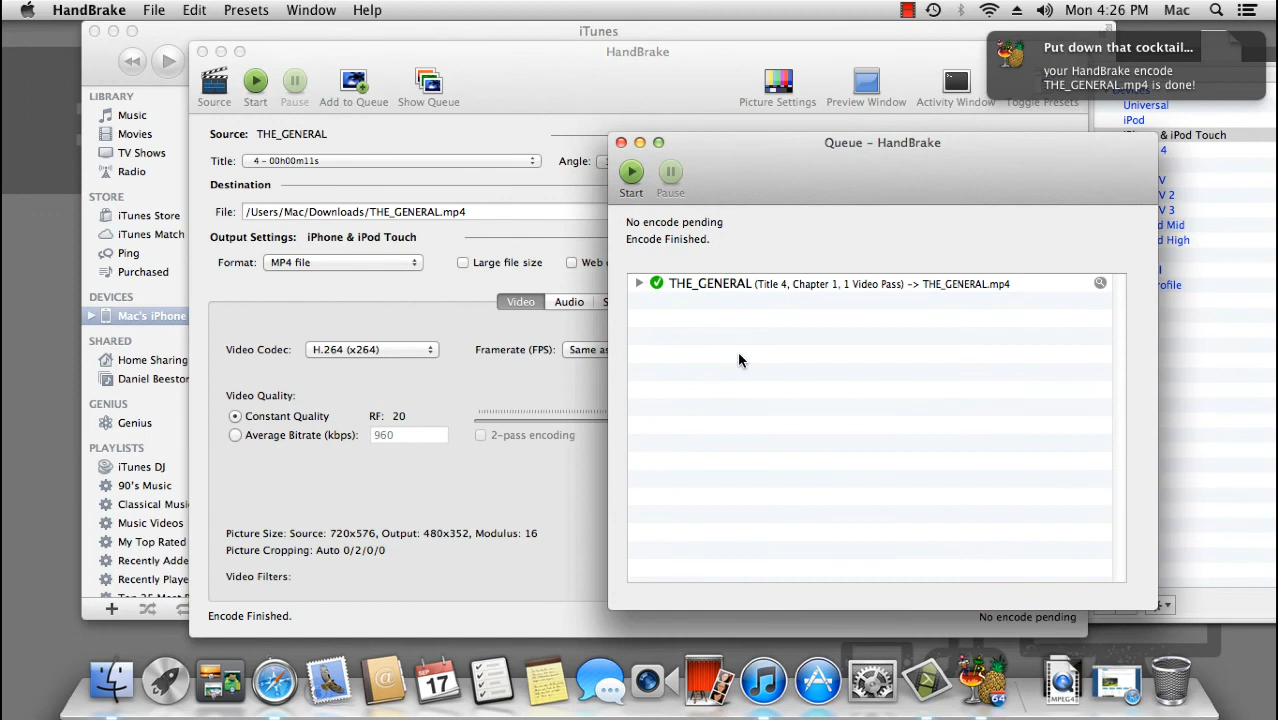 HandBrake File Edit Presets Window Help
Mon 4:26 PM Mac
iTunes
LIBRARY
Music
Movies
TV Shows
Radio
STORE
iTunes Store
iTunes Match
Ping
Purchased
DEVICES
Mac's iPhone
SHARED
Home Sharing
Daniel Beeston
GENIUS
Genius
PLAYLISTS
iTunes DJ
90's Music
Classical Musi
Music Videos
My Top Rated
Recently Adde
Recently Playe
HandBrake
Source Start Pause Add to Queue Show Queue
Picture Settings Preview Window Activity Window Toggle Presets
Source: THE_GENERAL
Title: 4 - 00h00m11s Angle:
Destination
File: /Users/Mac/Downloads/THE_GENERAL.mp4
Output Settings: iPhone & iPod Touch
Format: MP4 file Large file size Web
Video Audio S
Video Codec: H.264 (x264) Framerate (FPS): Same as
Video Quality:
Constant Quality RF: 20
Average Bitrate (kbps): 960 2-pass encoding
Picture Size: Source: 720x576, Output: 480x352, Modulus: 16
Picture Cropping: Auto 0/2/0/0
Video Filters:
Encode Finished.
No encode pending
Queue – HandBrake
Start Pause
No encode pending
Encode Finished.
THE_GENERAL (Title 4, Chapter 1, 1 Video Pass) -> THE_GENERAL.mp4
Put down that cocktail...
your HandBrake encode
THE_GENERAL.mp4 is done!
Devices
Universal
iPod
& iPod Touch
4
V
V 2
V 3
d Mid
d High
l
ofile
SEP
17
64
MPEG4